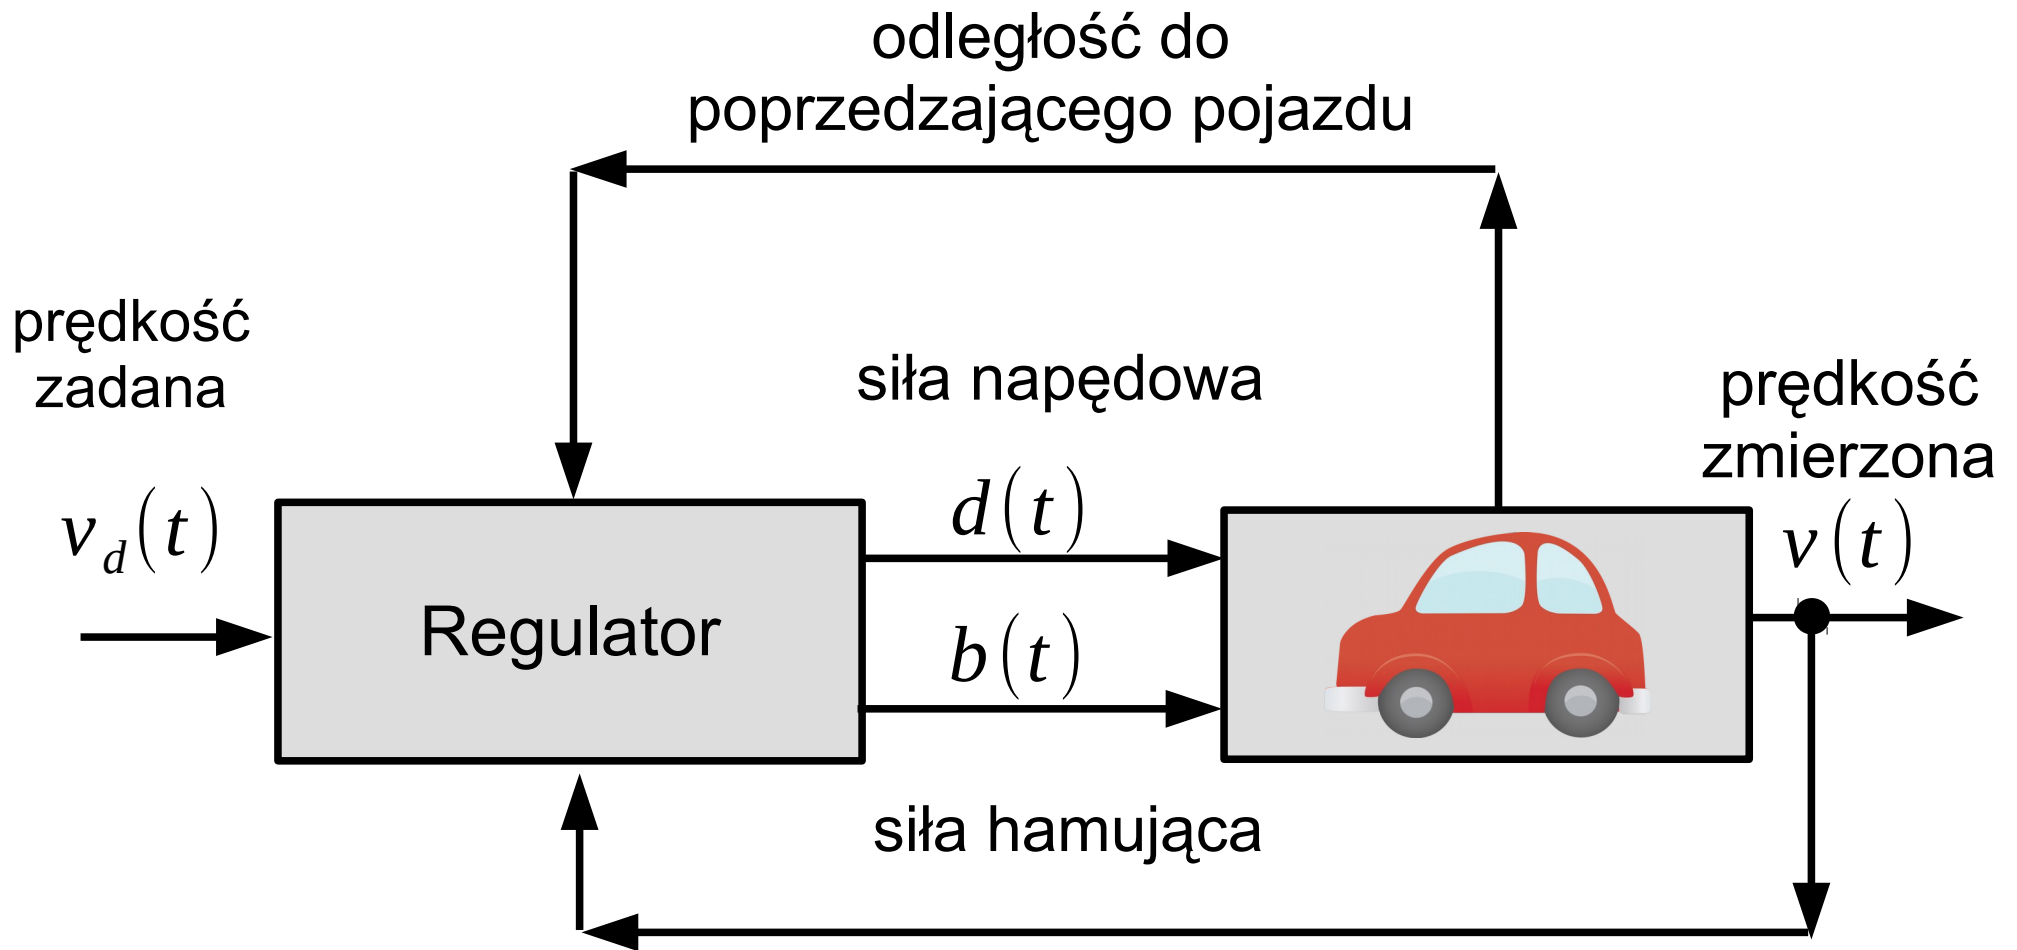 odległość do
poprzedzającego pojazdu
prędkość
zadana
siła napędowa
prędkość
zmierzona
v_d(t)
d(t)
v(t)
Regulator
b(t)
siła hamująca